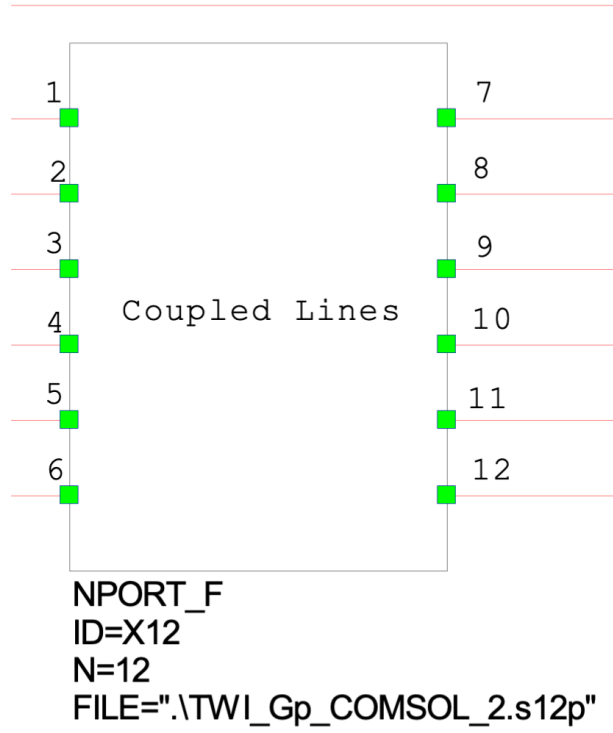 1 7
2 8
3 9
Coupled Lines
4 10
5 11
6 12
NPORT_F
ID=X12
N=12
FILE=".\TWI_Gp_COMSOL_2.s12p"